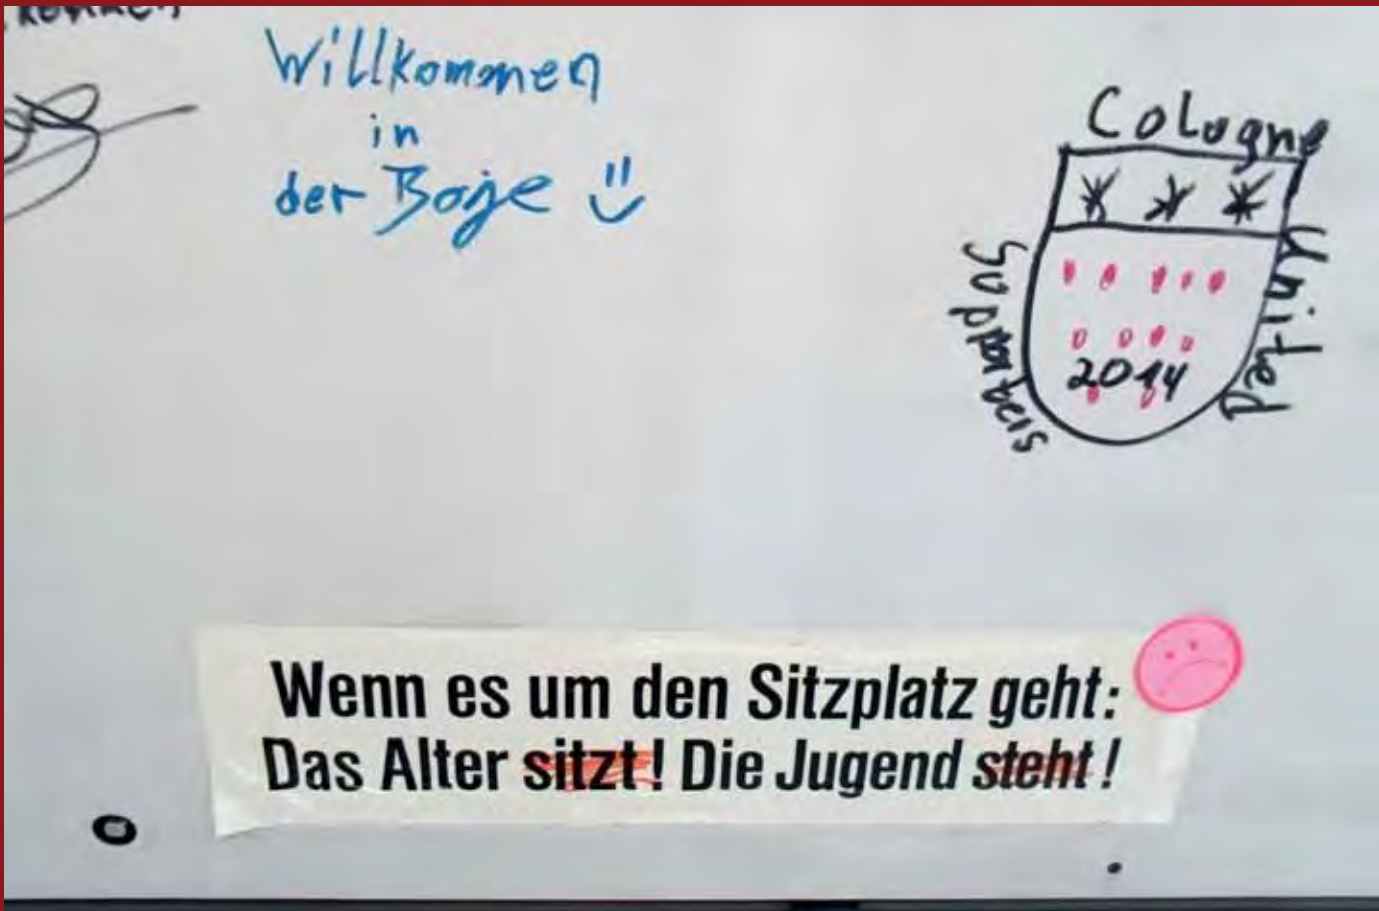 Willkommen
in
der Boje
Cologne
United
Supporters
2014
Wenn es um den Sitzplatz geht:
Das Alter sitzt! Die Jugend steht!